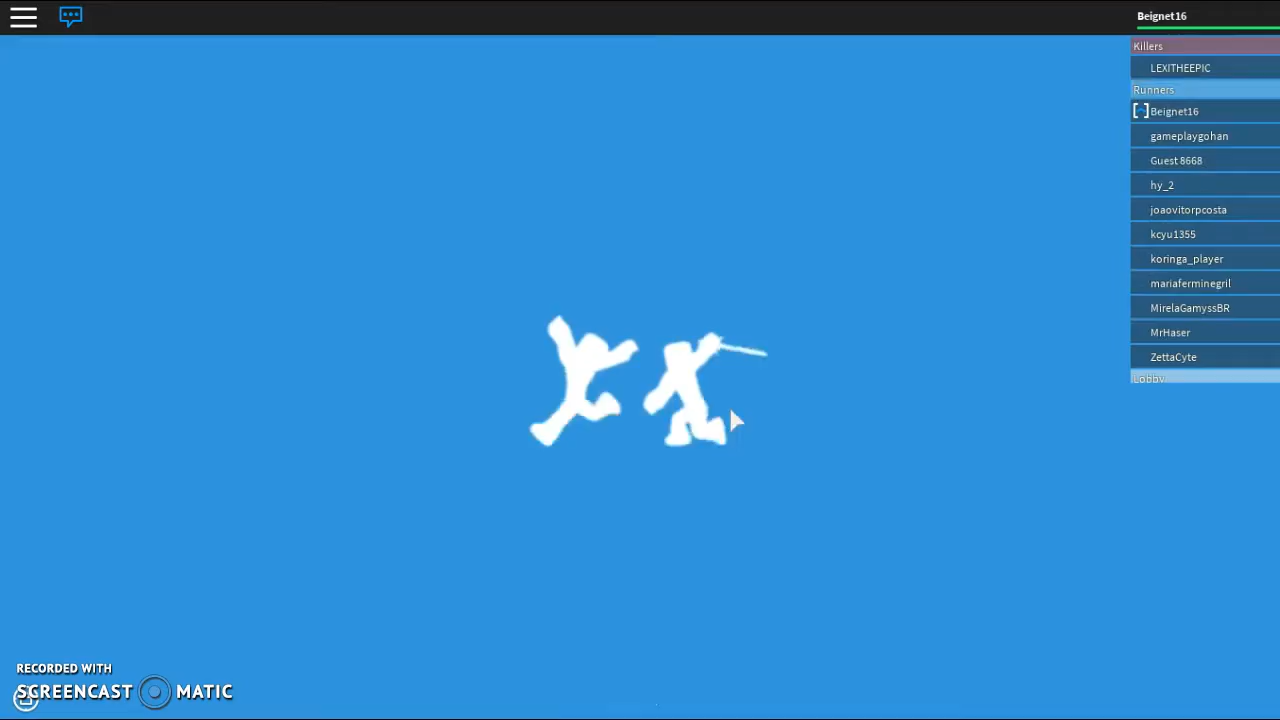 Beignet16
Killers
LEXITHEEPIC
Runners
Beignet16
gameplaygohan
Guest 8668
hy_2
joaovitorpcosta
kcyu1355
koringa_player
mariaferminegril
MirelaGamyssBR
MrHaser
ZettaCyte
Lobby
RECORDED WITH
SCREENCAST MATIC